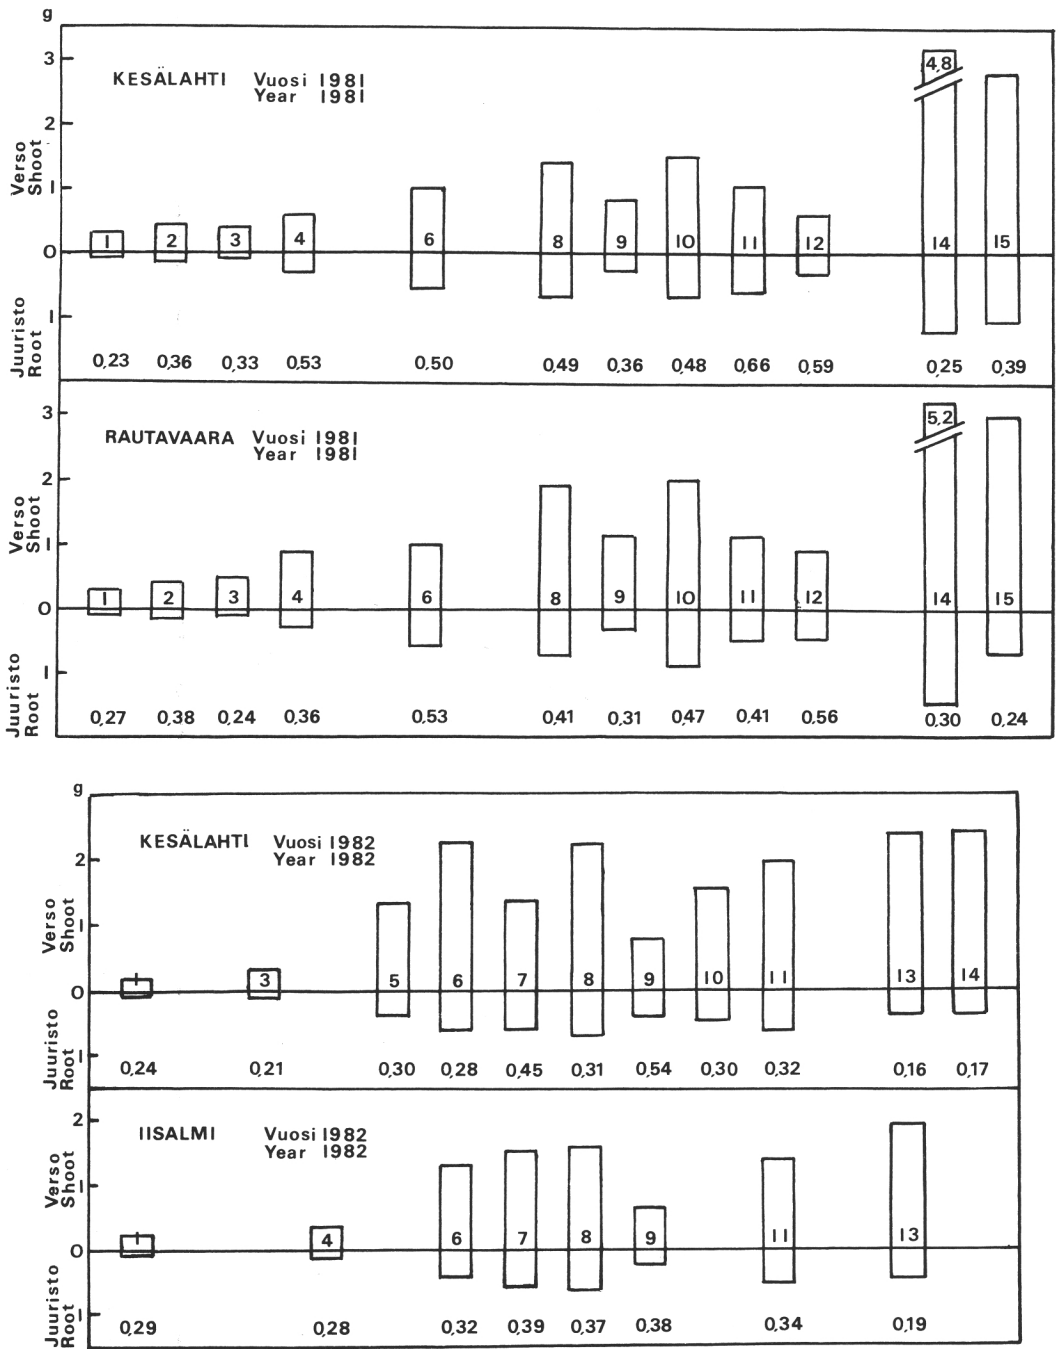 g
3
KESÄLAHTI Vuosi 1981
Year 1981
4,8
2
Verso
Shoot
1
1 2 3 4 6 8 9 10 11 12 14 15
0
1
Juuristo
Root
0,23 0,36 0,33 0,53 0,50 0,49 0,36 0,48 0,66 0,59 0,25 0,39
3
RAUTAVAARA Vuosi 1981
Year 1981
5,2
2
Verso
Shoot
1
1 2 3 4 6 8 9 10 11 12 14 15
0
1
Juuristo
Root
0,27 0,38 0,24 0,36 0,53 0,41 0,31 0,47 0,41 0,56 0,30 0,24
g
KESÄLAHTI Vuosi 1982
Year 1982
2
Verso
Shoot
1
1 3 5 6 7 8 9 10 11 13 14
0
1
Juuristo
Root
0,24 0,21 0,30 0,28 0,45 0,31 0,54 0,30 0,32 0,16 0,17
2
IISALMI Vuosi 1982
Year 1982
Verso
Shoot
1
1 4 6 7 8 9 11 13
0
1
Juuristo
Root
0,29 0,28 0,32 0,39 0,37 0,38 0,34 0,19